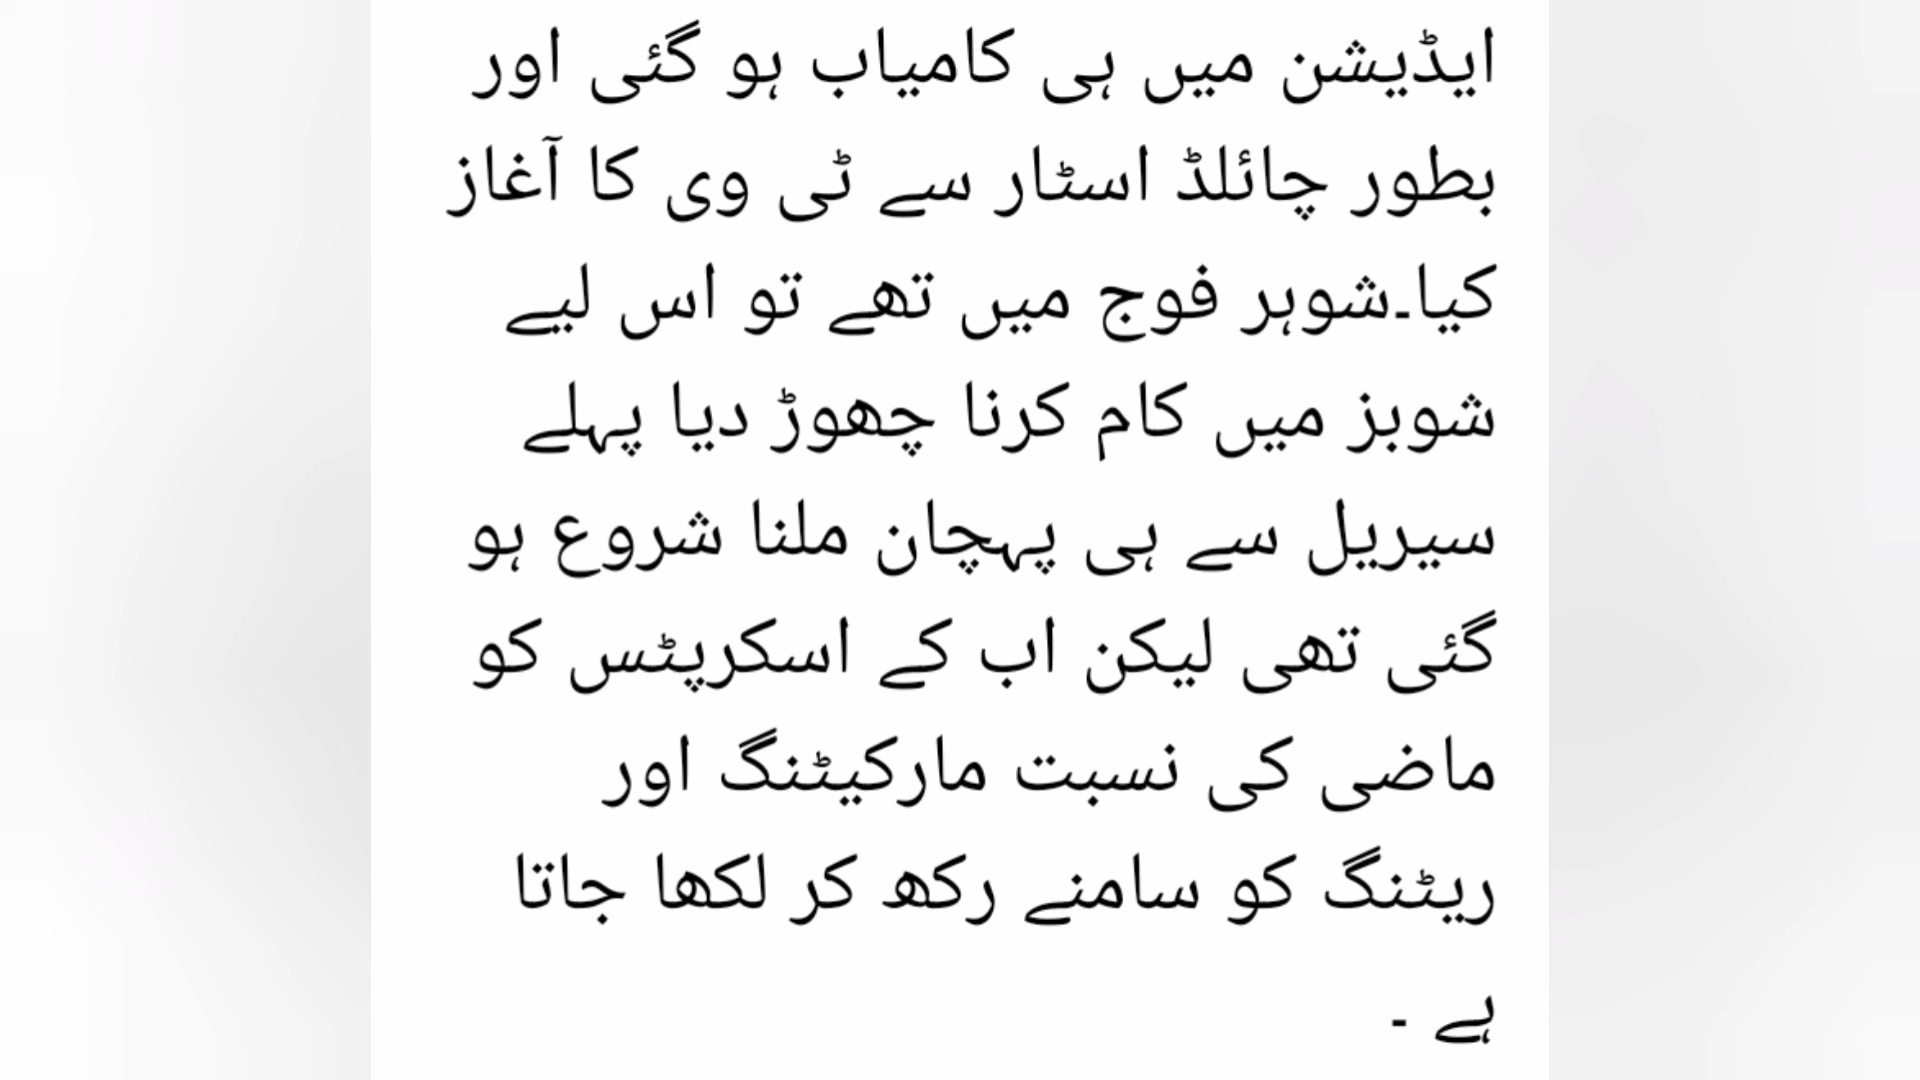 ایڈیشن میں ہی کامیاب ہو گئی اور
بطور چائلڈ اسٹار سے ٹی وی کا آغاز
کیا۔شوہر فوج میں تھے تو اس لیے
شوبز میں کام کرنا چھوڑ دیا پہلے
سیریل سے ہی پہچان ملنا شروع ہو
گئی تھی لیکن اب کے اسکرپٹس کو
ماضی کی نسبت مارکیٹنگ اور
ریٹنگ کو سامنے رکھ کر لکھا جاتا
ہے ۔